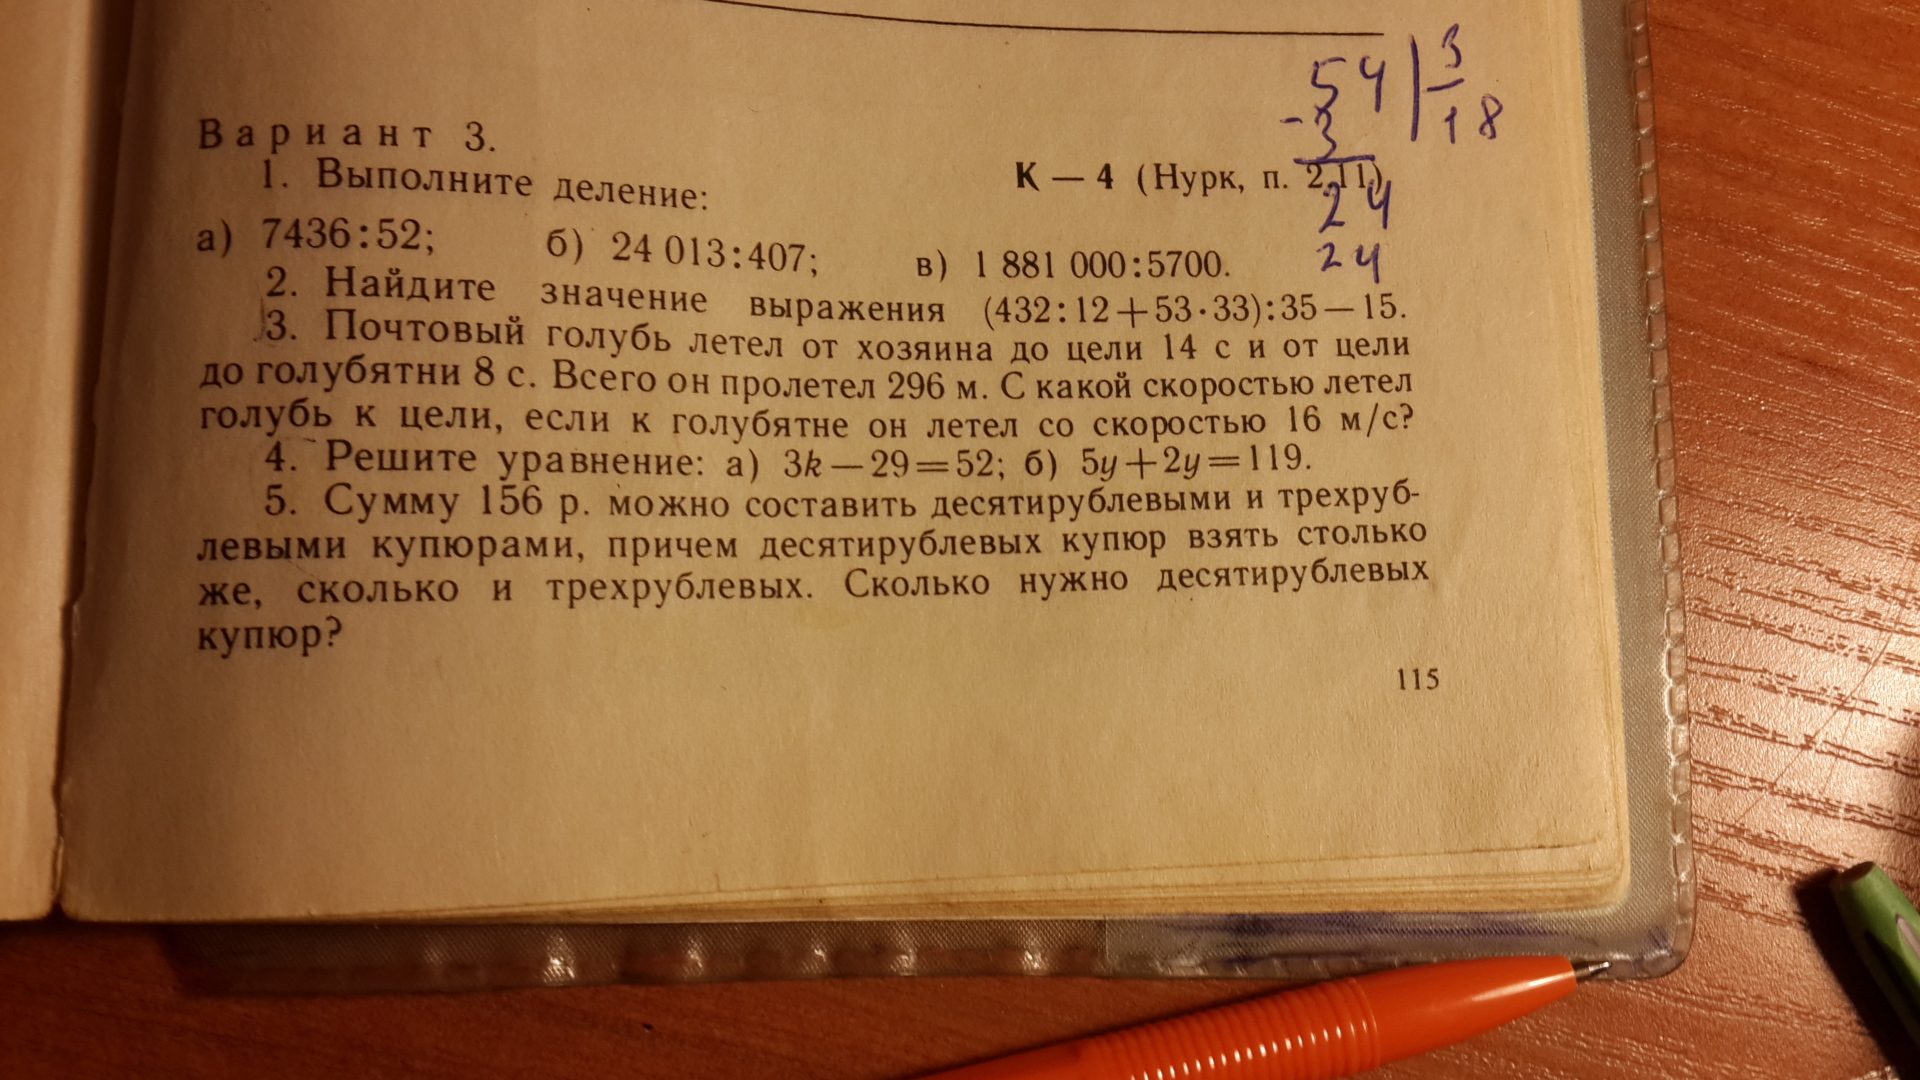 54 | 3
- 3  18
24
24
Вариант 3.
К — 4 (Нурк, п. 2.11)
1. Выполните деление:
а) 7436:52; б) 24 013:407; в) 1 881 000:5700.
2. Найдите значение выражения (432:12+53·33):35—15.
3. Почтовый голубь летел от хозяина до цели 14 с и от цели
до голубятни 8 с. Всего он пролетел 296 м. С какой скоростью летел
голубь к цели, если к голубятне он летел со скоростью 16 м/с?
4. Решите уравнение: а) 3k—29=52; б) 5y+2y=119.
5. Сумму 156 р. можно составить десятирублевыми и трехруб-
левыми купюрами, причем десятирублевых купюр взять столько
же, сколько и трехрублевых. Сколько нужно десятирублевых
купюр?
115